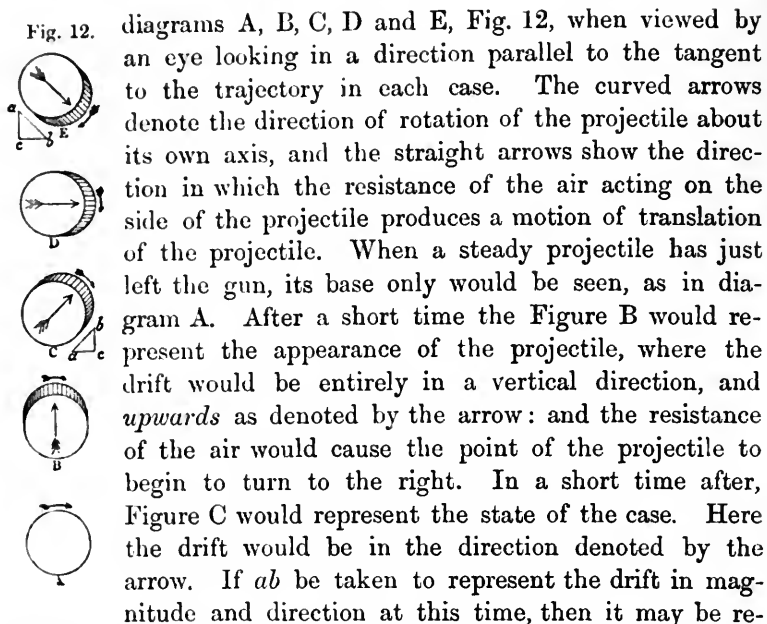 Fig. 12.
a
a
c
b
E
D
b
C
a
c
B
A
diagrams A, B, C, D and E, Fig. 12, when viewed by
an eye looking in a direction parallel to the tangent
to the trajectory in each case. The curved arrows
denote the direction of rotation of the projectile about
its own axis, and the straight arrows show the direc-
tion in which the resistance of the air acting on the
side of the projectile produces a motion of translation
of the projectile. When a steady projectile has just
left the gun, its base only would be seen, as in dia-
gram A. After a short time the Figure B would re-
present the appearance of the projectile, where the
drift would be entirely in a vertical direction, and
upwards as denoted by the arrow: and the resistance
of the air would cause the point of the projectile to
begin to turn to the right. In a short time after,
Figure C would represent the state of the case. Here
the drift would be in the direction denoted by the
arrow. If ab be taken to represent the drift in mag-
nitude and direction at this time, then it may be re-